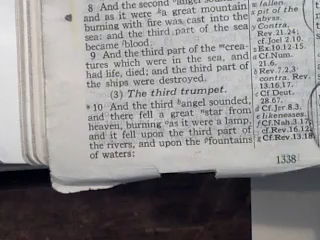 8 And the second angel sound
and as it were a great mountain
burning with fire was cast into the
sea: and the third part of the sea
became blood.
9 And the third part of the crea-
tures which were in the sea, and
had life, died; and the third part of
the ships were destroyed.
(3) The third trumpet.
*10 And the third angel sounded,
and there fell a great star from
heaven, burning as it were a lamp,
and it fell upon the third part of
the rivers, and upon the fountains
of waters:
fallen.
pit of the
abyss.
Contra,
Rev.21.24;
cf.Joel 2.10.
Ex.10.12-15.
Cf.Num.
21.6.
Rev.7.2,3;
contra, Rev.
13.16,17.
Cf.Deut.
28.67.
Cf.Jer 8.3.
likenesses.
Cf.Nah.3.17.
Cf.Rev.16.12
Cf.Rev.13.18
1338